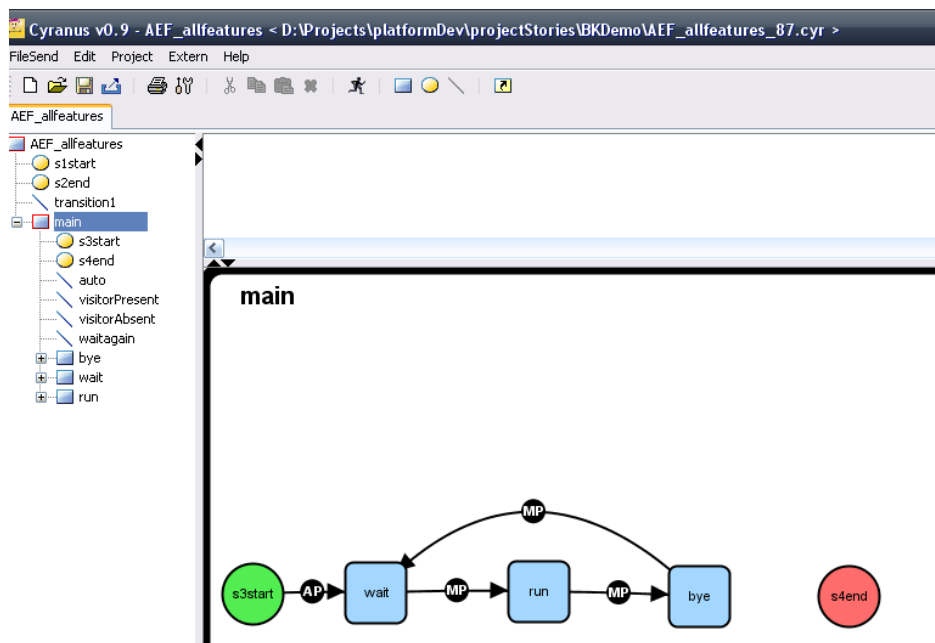 Cyranus v0.9 - AEF_allfeatures < D:\Projects\platformDev\projectStories\BKDemo\AEF_allfeatures_87.cyr >
FileSend Edit Project Extern Help
AEF_allfeatures
AEF_allfeatures
s1start
s2end
transition1
main
s3start
s4end
auto
visitorPresent
visitorAbsent
waitagain
bye
wait
run
main
MP
s3start AP wait MP run MP bye s4end